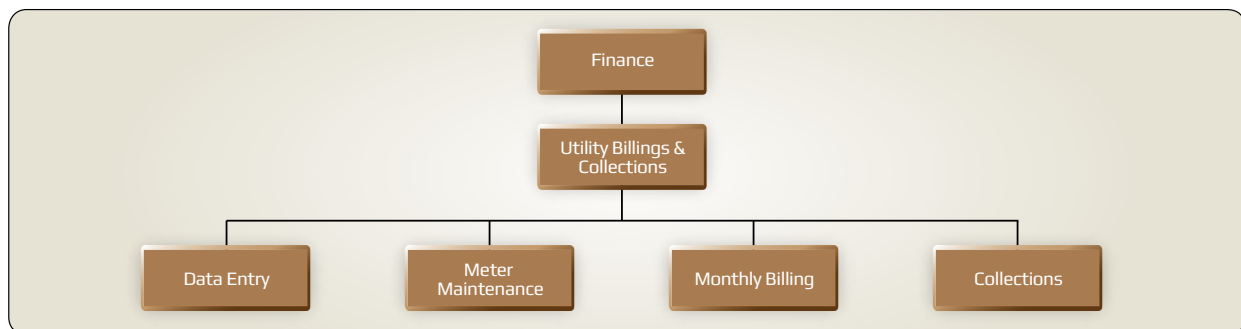 Finance
Utility Billings &
Collections
Data Entry
Meter
Maintenance
Monthly Billing
Collections